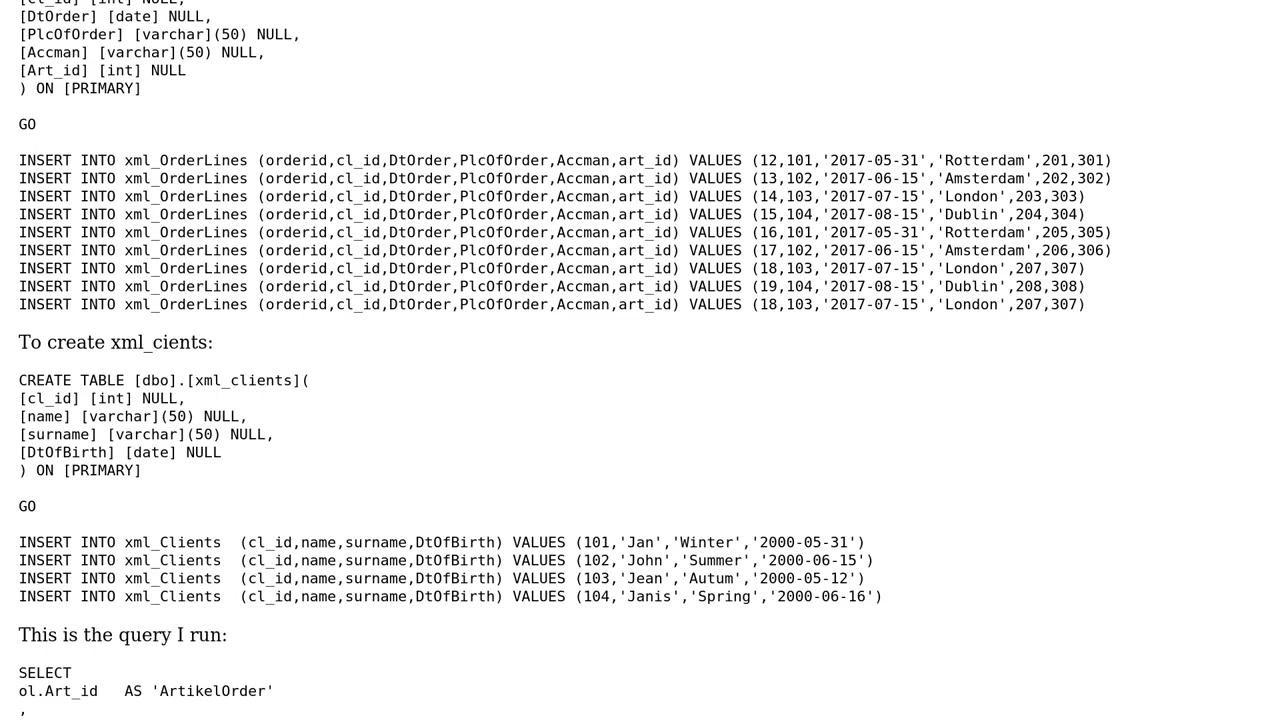 [cl_id] [int] NULL,
[DtOrder] [date] NULL,
[PlcOfOrder] [varchar](50) NULL,
[Accman] [varchar](50) NULL,
[Art_id] [int] NULL
) ON [PRIMARY]
GO
INSERT INTO xml_OrderLines (orderid,cl_id,DtOrder,PlcOfOrder,Accman,art_id) VALUES (12,101,'2017-05-31','Rotterdam',201,301)
INSERT INTO xml_OrderLines (orderid,cl_id,DtOrder,PlcOfOrder,Accman,art_id) VALUES (13,102,'2017-06-15','Amsterdam',202,302)
INSERT INTO xml_OrderLines (orderid,cl_id,DtOrder,PlcOfOrder,Accman,art_id) VALUES (14,103,'2017-07-15','London',203,303)
INSERT INTO xml_OrderLines (orderid,cl_id,DtOrder,PlcOfOrder,Accman,art_id) VALUES (15,104,'2017-08-15','Dublin',204,304)
INSERT INTO xml_OrderLines (orderid,cl_id,DtOrder,PlcOfOrder,Accman,art_id) VALUES (16,101,'2017-05-31','Rotterdam',205,305)
INSERT INTO xml_OrderLines (orderid,cl_id,DtOrder,PlcOfOrder,Accman,art_id) VALUES (17,102,'2017-06-15','Amsterdam',206,306)
INSERT INTO xml_OrderLines (orderid,cl_id,DtOrder,PlcOfOrder,Accman,art_id) VALUES (18,103,'2017-07-15','London',207,307)
INSERT INTO xml_OrderLines (orderid,cl_id,DtOrder,PlcOfOrder,Accman,art_id) VALUES (19,104,'2017-08-15','Dublin',208,308)
INSERT INTO xml_OrderLines (orderid,cl_id,DtOrder,PlcOfOrder,Accman,art_id) VALUES (18,103,'2017-07-15','London',207,307)
To create xml_cients:
CREATE TABLE [dbo].[xml_clients](
[cl_id] [int] NULL,
[name] [varchar](50) NULL,
[surname] [varchar](50) NULL,
[DtOfBirth] [date] NULL
) ON [PRIMARY]
GO
INSERT INTO xml_Clients  (cl_id,name,surname,DtOfBirth) VALUES (101,'Jan','Winter','2000-05-31')
INSERT INTO xml_Clients  (cl_id,name,surname,DtOfBirth) VALUES (102,'John','Summer','2000-06-15')
INSERT INTO xml_Clients  (cl_id,name,surname,DtOfBirth) VALUES (103,'Jean','Autum','2000-05-12')
INSERT INTO xml_Clients  (cl_id,name,surname,DtOfBirth) VALUES (104,'Janis','Spring','2000-06-16')
This is the query I run:
SELECT
ol.Art_id   AS 'ArtikelOrder'
,